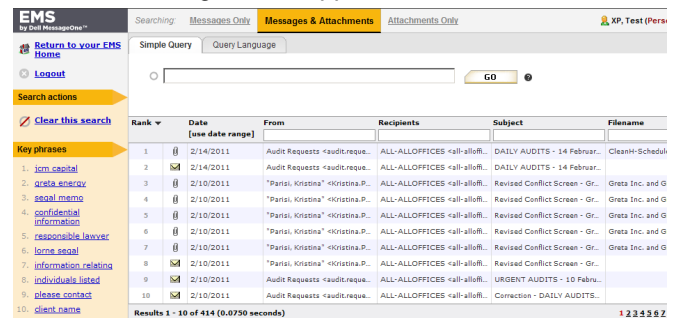 EMS
by Dell MessageOne™
Searching: Messages Only Messages & Attachments Attachments Only XP, Test (Perso
Return to your EMS
Home
Simple Query Query Language
Logout
GO
Search actions
Clear this search
Rank Date From Recipients Subject Filename
[use date range]
Key phrases
1 2/14/2011 Audit Requests <audit.reque... ALL-ALLOFFICES <all-alloffi... DAILY AUDITS - 14 Februar... CleanH-Schedule
1. jcm capital
2 2/14/2011 Audit Requests <audit.reque... ALL-ALLOFFICES <all-alloffi... DAILY AUDITS - 14 Februar...
2. greta energy
3 2/10/2011 "Parisi, Kristina" <Kristina.P... ALL-ALLOFFICES <all-alloffi... Revised Conflict Screen - Gr... Greta Inc. and G
3. segal memo
4 2/10/2011 "Parisi, Kristina" <Kristina.P... ALL-ALLOFFICES <all-alloffi... Revised Conflict Screen - Gr... Greta Inc. and G
4. confidential
information
5 2/10/2011 "Parisi, Kristina" <Kristina.P... ALL-ALLOFFICES <all-alloffi... Revised Conflict Screen - Gr... Greta Inc. and G
5. responsible lawyer
6 2/10/2011 "Parisi, Kristina" <Kristina.P... ALL-ALLOFFICES <all-alloffi... Revised Conflict Screen - Gr... Greta Inc. and G
6. lorne segal
7 2/10/2011 "Parisi, Kristina" <Kristina.P... ALL-ALLOFFICES <all-alloffi... Revised Conflict Screen - Gr... Greta Inc. and G
7. information relating
8 2/10/2011 "Parisi, Kristina" <Kristina.P... ALL-ALLOFFICES <all-alloffi... Revised Conflict Screen - Gr...
8. individuals listed
9 2/10/2011 Audit Requests <audit.reque... ALL-ALLOFFICES <all-alloffi... URGENT AUDITS - 10 Febru...
9. please contact
10 2/10/2011 Audit Requests <audit.reque... ALL-ALLOFFICES <all-alloffi... Correction - DAILY AUDITS...
10. client name
Results 1 - 10 of 414 (0.0750 seconds) 1 2 3 4 5 6 7